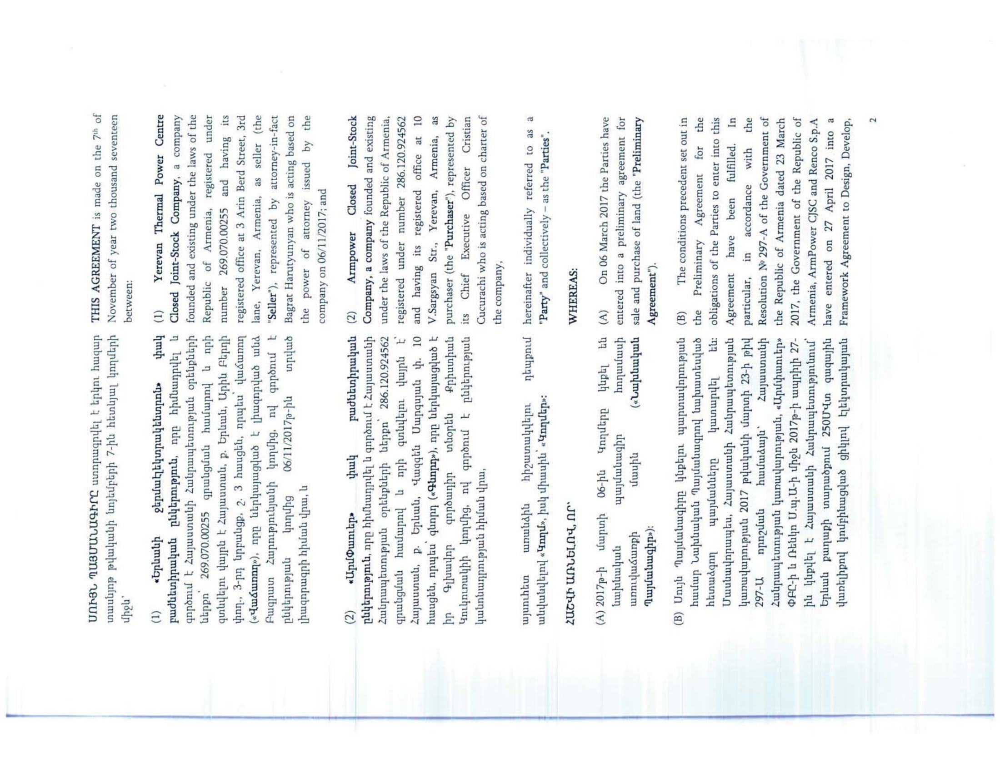 ՍՈՒՅՆ ՊԱՅՄԱՆԱԳԻՐԸ ստորագրվել է երկու հազար
տասնյոթ թվականի նոյեմբերի 7-ին հետևյալ կողմերի
միջև՝
(1) «Երևանի ջերմաէլեկտրակենտրոն» փակ
բաժնետիրական ընկերություն, որը հիմնադրվել և
գործում է Հայաստանի Հանրապետության օրենքների
ներքո՝ 269.070.00255 գրանցման համարով և որի
գտնվելու վայրն է Հայաստան, ք. Երևան, Արին Բերդի
փող., 3-րդ նրբանցք, 2. 3 հասցեն, որպես՝ վաճառող
(«Վաճառող»), որը ներկայացված է լիազորված անձ
Բագրատ Հարությունյանի կողմից, ով գործում է
ընկերության կողմից 06/11/2017թ-ին տրված
լիազորագրի հիման վրա, և
(2) «ԱրմՓաուեր» փակ բաժնետիրական
ընկերություն, որը հիմնադրվել և գործում է Հայաստանի
Հանրապետության օրենքների ներքո՝ 286.120.924562
գրանցման համարով և որի գտնվելու վայրն է՝
Հայաստան, ք. Երևան, Վազգեն Սարգսյան փ. 10
հասցեն, որպես՝ գնորդ («Գնորդ»), որը ներկայացված է
իր Գլխավոր գործադիր տնօրեն Քրիստիան
Կուկուռակիի կողմից, ով գործում է ընկերության
կանոնադրության հիման վրա,
այսուհետ առանձին հիշատակվելու դեպքում
անվանվելով «Կողմ», իսկ միասին՝ «Կողմեր»:
ՀԱՇՎԻ ԱՌՆԵԼՈՎ, ՈՐ՝
(A) 2017թ-ի մարտի 06-ին Կողմերը կնքել են
նախնական պայմանագիր հողամասի
առուվաճառքի մասին («Նախնական
Պայմանագիր»):
(B) Սույն Պայմանագիրը կնքելու պարտավորության
համար Նախնական Պայմանագրով նախատեսված
հետաձգող պայմանները կատարվել են:
Մասնավորապես, Հայաստանի Հանրապետության
կառավարության 2017 թվականի մարտի 23-ի թիվ
297-Ա որոշման համաձայն՝ Հայաստանի
Հանրապետության կառավարության, «Արմփաուեր»
ՓԲԸ-ի և Ռենկո Ս.պ.Ա-ի միջև 2017թ-ի ապրիլի 27-
ին կնքվել է Հայաստանի Հանրապետությունում՝
Երևան քաղաքի տարածքում 250ՄՎտ գազային
վառելիքով կոմբինացված ցիկլով էլեկտրակայան
THIS AGREEMENT is made on the 7th of
November of year two thousand seventeen
between:
(1) Yerevan Thermal Power Centre
Closed Joint-Stock Company, a company
founded and existing under the laws of the
Republic of Armenia, registered under
number 269.070.00255 and having its
registered office at 3 Arin Berd Street, 3rd
lane, Yerevan, Armenia, as seller (the
"Seller"), represented by attorney-in-fact
Bagrat Harutyunyan who is acting based on
the power of attorney issued by the
company on 06/11/2017; and
(2) Armpower Closed Joint-Stock
Company, a company founded and existing
under the laws of the Republic of Armenia,
registered under number 286.120.924562
and having its registered office at 10
V.Sargsyan Str., Yerevan, Armenia, as
purchaser (the "Purchaser"), represented by
its Chief Executive Officer Cristian
Cucurachi who is acting based on charter of
the company,
hereinafter individually referred to as a
"Party" and collectively – as the "Parties".
WHEREAS:
(A) On 06 March 2017 the Parties have
entered into a preliminary agreement for
sale and purchase of land (the "Preliminary
Agreement").
(B) The conditions precedent set out in
the Preliminary Agreement for the
obligations of the Parties to enter into this
Agreement have been fulfilled. In
particular, in accordance with the
Resolution № 297-A of the Government of
the Republic of Armenia dated 23 March
2017, the Government of the Republic of
Armenia, ArmPower CJSC and Renco S.p.A
have entered on 27 April 2017 into a
Framework Agreement to Design, Develop,
2